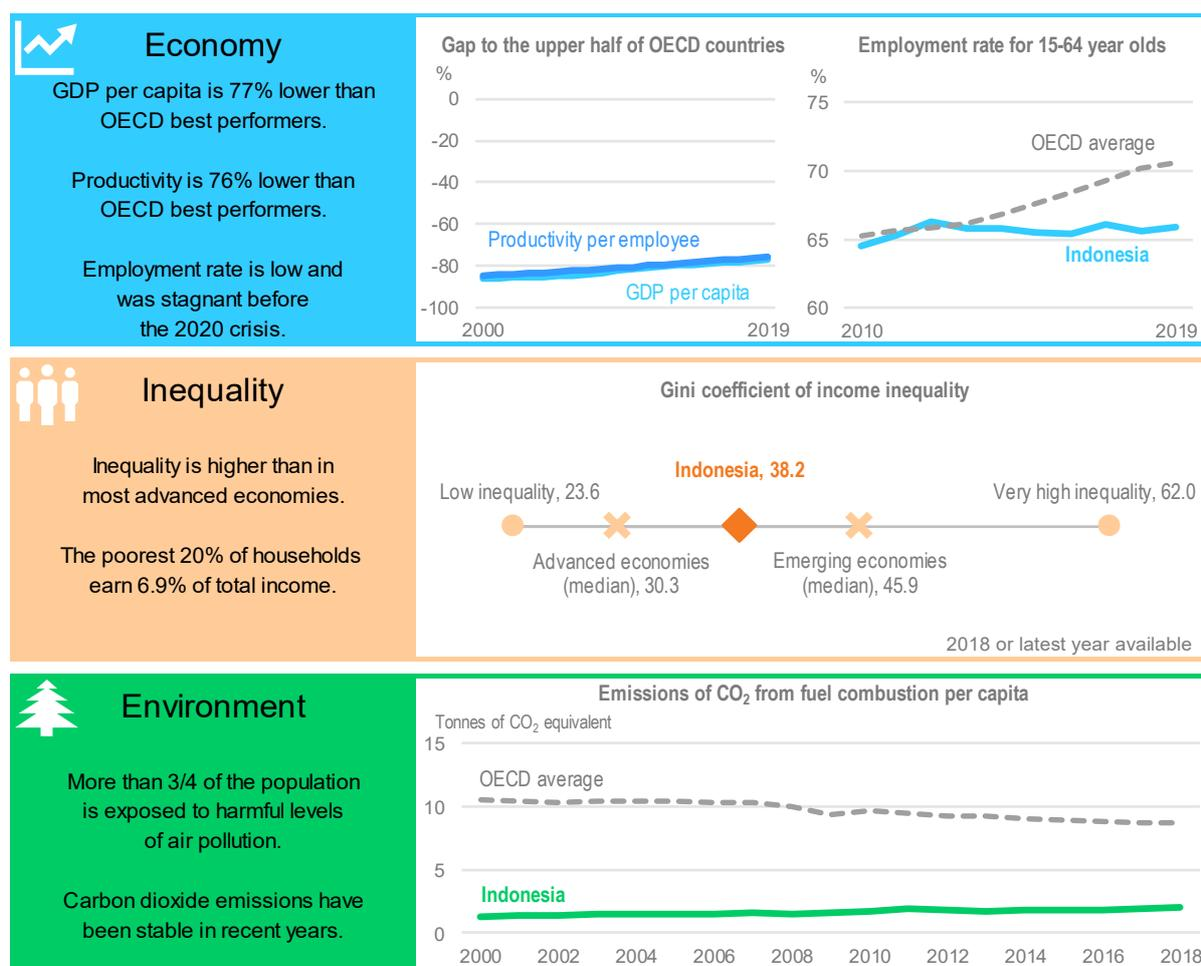 Economy
GDP per capita is 77% lower than
OECD best performers.
Productivity is 76% lower than
OECD best performers.
Employment rate is low and
was stagnant before
the 2020 crisis.
Gap to the upper half of OECD countries
%
0
-20
-40
-60
-80
-100
Productivity per employee
GDP per capita
2000
2019
Employment rate for 15-64 year olds
%
75
70
65
60
OECD average
Indonesia
2010
2019
Inequality
Inequality is higher than in
most advanced economies.
The poorest 20% of households
earn 6.9% of total income.
Gini coefficient of income inequality
Indonesia, 38.2
Low inequality, 23.6
Very high inequality, 62.0
Advanced economies
(median), 30.3
Emerging economies
(median), 45.9
2018 or latest year available
Environment
More than 3/4 of the population
is exposed to harmful levels
of air pollution.
Carbon dioxide emissions have
been stable in recent years.
Emissions of CO₂ from fuel combustion per capita
Tonnes of CO₂ equivalent
15
10
5
0
OECD average
Indonesia
2000 2002 2004 2006 2008 2010 2012 2014 2016 2018